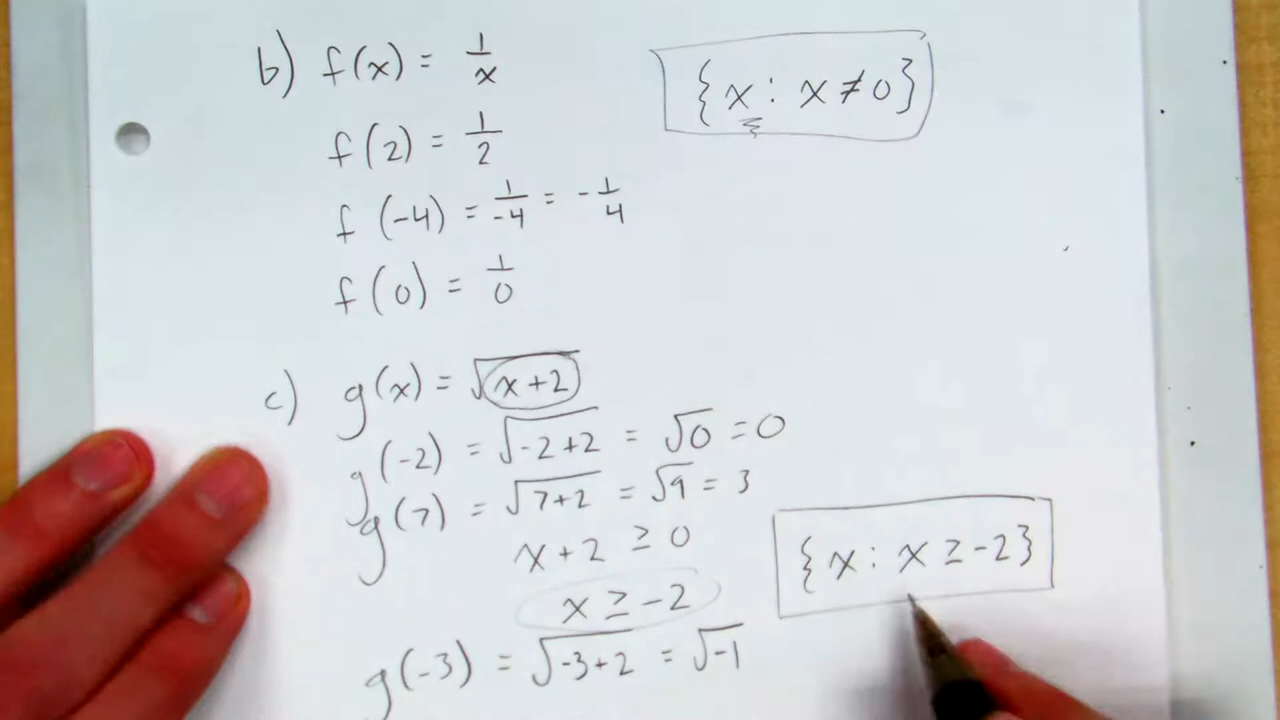 b) f(x) = 1/x
{x : x ≠ 0}
f(2) = 1/2
f(-4) = 1/-4 = -1/4
f(0) = 1/0
c) g(x) = √(x+2)
g(-2) = √(-2+2) = √0 = 0
g(7) = √(7+2) = √9 = 3
x+2 ≥ 0
{x : x ≥ -2}
x ≥ -2
g(-3) = √(-3+2) = √-1